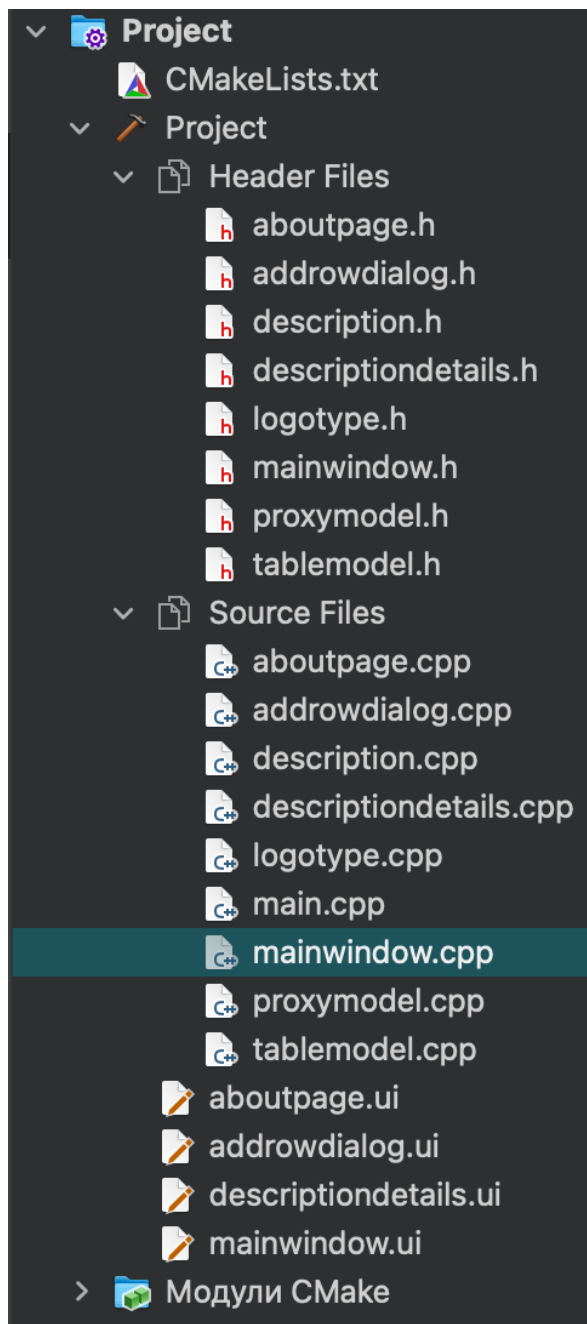 Project
CMakeLists.txt
Project
Header Files
aboutpage.h
addrowdialog.h
description.h
descriptiondetails.h
logotype.h
mainwindow.h
proxymodel.h
tablemodel.h
Source Files
aboutpage.cpp
addrowdialog.cpp
description.cpp
descriptiondetails.cpp
logotype.cpp
main.cpp
mainwindow.cpp
proxymodel.cpp
tablemodel.cpp
aboutpage.ui
addrowdialog.ui
descriptiondetails.ui
mainwindow.ui
Модули CMake